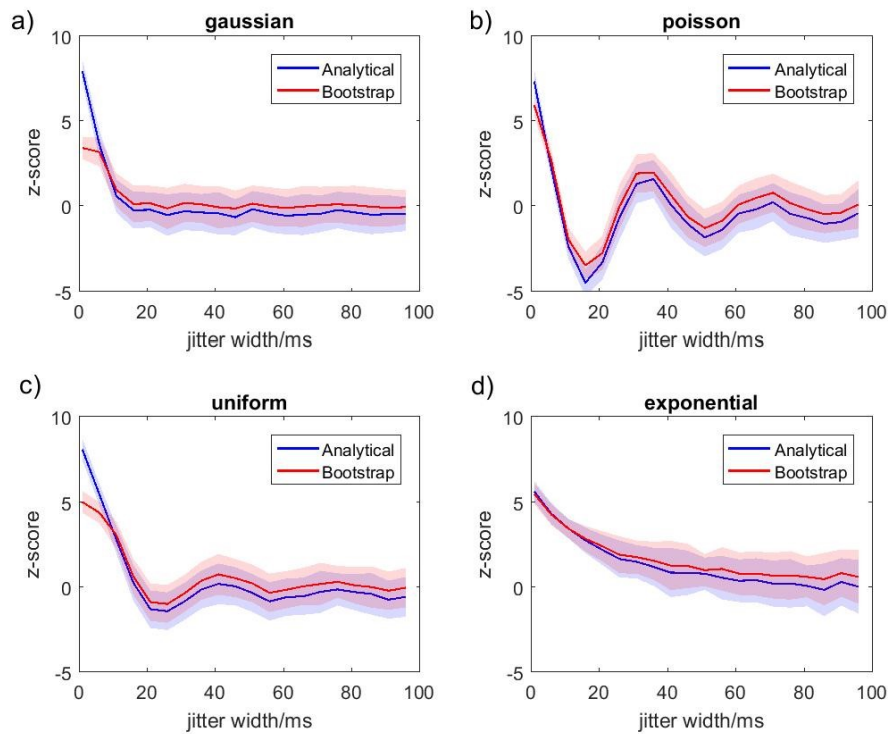 a)
gaussian
10
5
0
-5
z-score
0
20
40
60
80
100
jitter width/ms
Analytical
Bootstrap
b)
poisson
10
5
0
-5
z-score
0
20
40
60
80
100
jitter width/ms
Analytical
Bootstrap
c)
uniform
10
5
0
-5
z-score
0
20
40
60
80
100
jitter width/ms
Analytical
Bootstrap
d)
exponential
10
5
0
-5
z-score
0
20
40
60
80
100
jitter width/ms
Analytical
Bootstrap